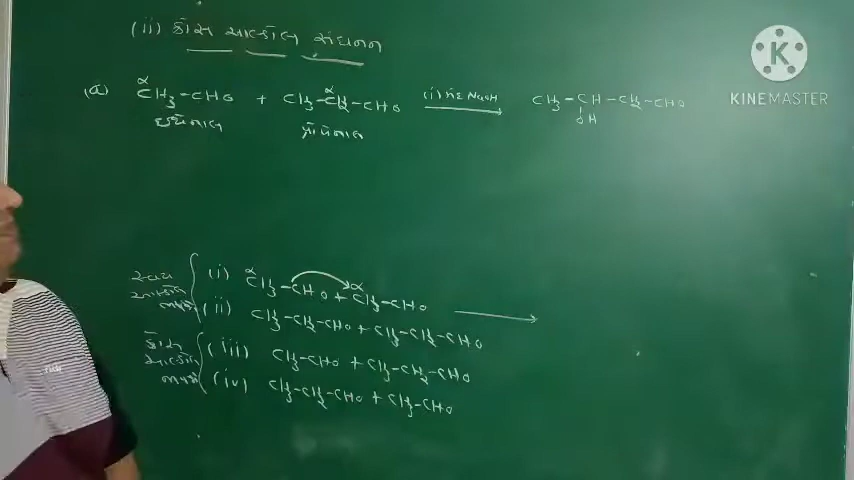 (ii) ક્રોસ આલ્ડોલ સંઘનન
(a) α CH₃-CHO + CH₃-α CH₂-CHO (i) મંદ NaOH → CH₃-CH-CH₂-CHO
OH
ઇથેનાલ પ્રોપેનાલ
K
KINEMASTER
(i) α CH₃-CHO + α CH₃-CHO →
(ii) CH₃-CH₂-CHO + CH₃-CH₂-CHO
(iii) CH₃-CHO + CH₃-CH₂-CHO
(iv) CH₃-CH₂-CHO + CH₃-CHO